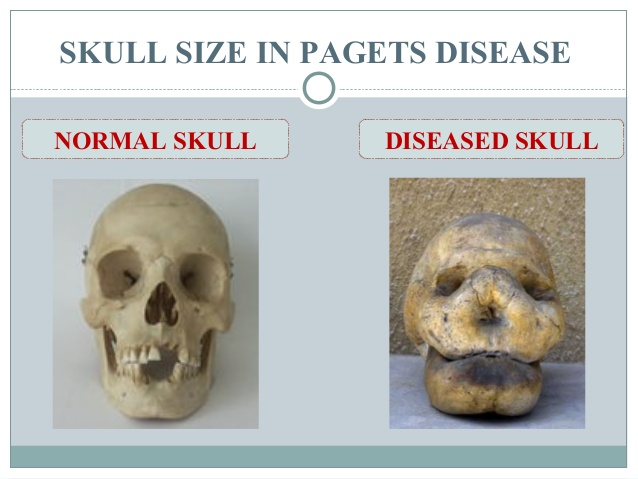 SKULL SIZE IN PAGETS DISEASE
NORMAL SKULL
DISEASED SKULL